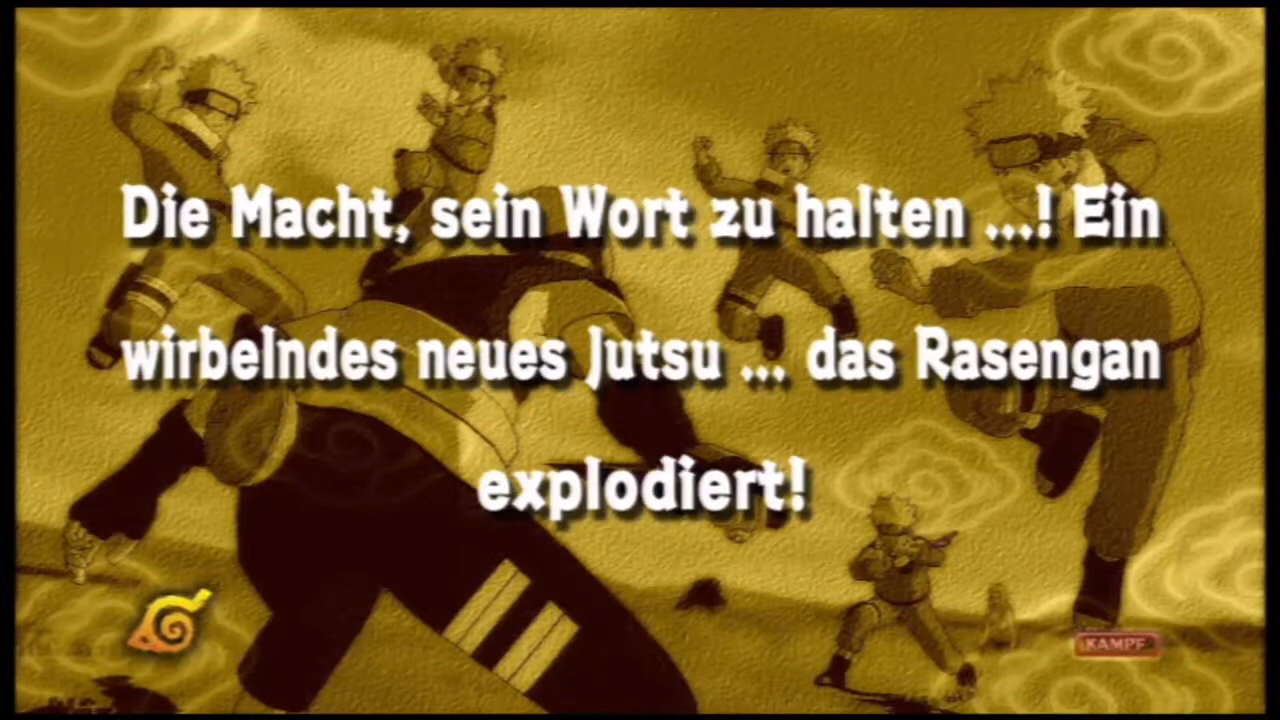 Die Macht, sein Wort zu halten ...! Ein
wirbelndes neues Jutsu ... das Rasengan
explodiert!
KAMPF